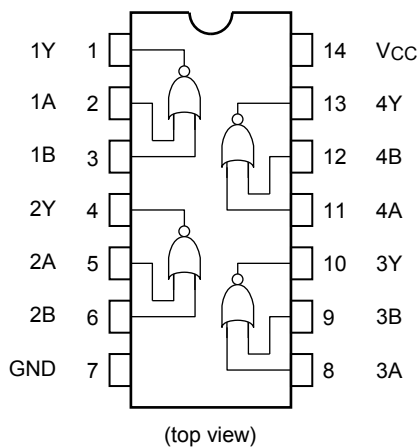 1Y 1 14 VCC
1A 2 13 4Y
1B 3 12 4B
2Y 4 11 4A
2A 5 10 3Y
2B 6 9 3B
GND 7 8 3A
(top view)